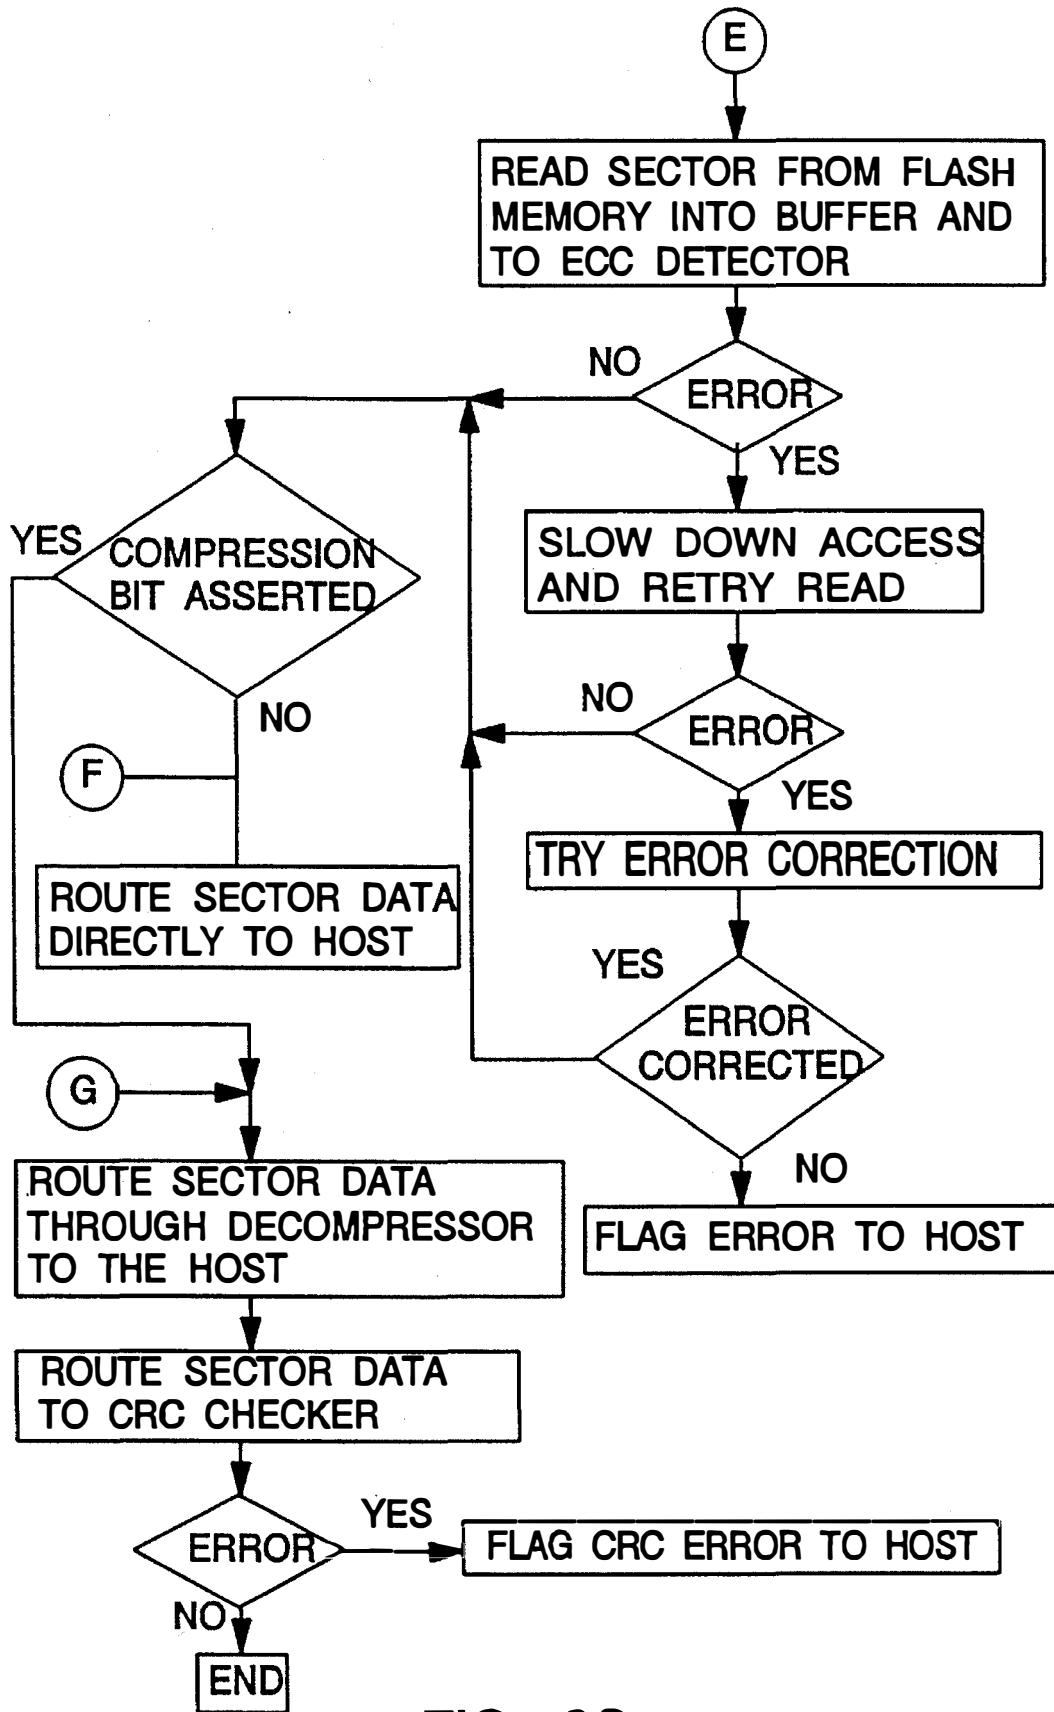 E
READ SECTOR FROM FLASH
MEMORY INTO BUFFER AND
TO ECC DETECTOR
NO
ERROR
YES
YES
COMPRESSION
BIT ASSERTED
SLOW DOWN ACCESS
AND RETRY READ
NO
NO
ERROR
F
YES
TRY ERROR CORRECTION
ROUTE SECTOR DATA
DIRECTLY TO HOST
YES
ERROR
CORRECTED
G
NO
ROUTE SECTOR DATA
THROUGH DECOMPRESSOR
TO THE HOST
FLAG ERROR TO HOST
ROUTE SECTOR DATA
TO CRC CHECKER
YES
ERROR
FLAG CRC ERROR TO HOST
NO
END